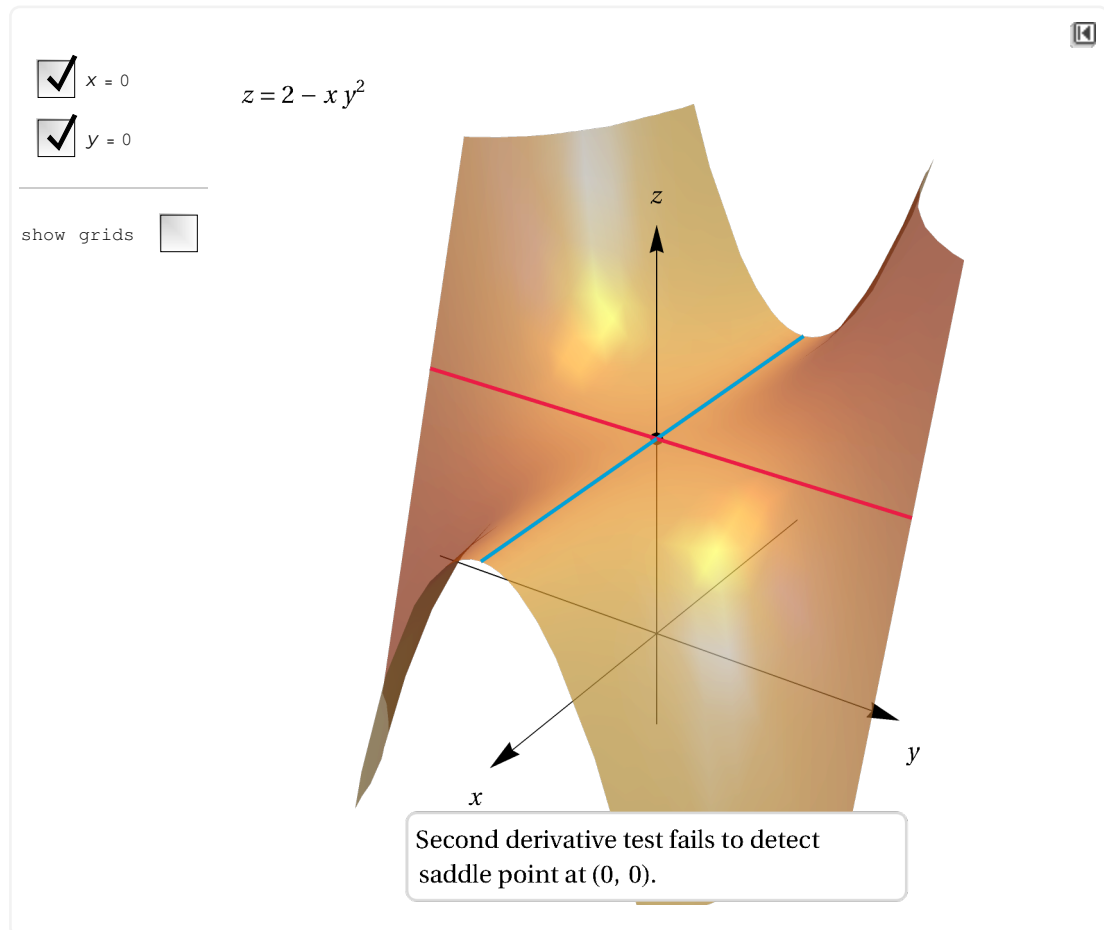 x = 0
y = 0
show grids
z = 2 − x y²
z
y
x
Second derivative test fails to detect
saddle point at (0, 0).